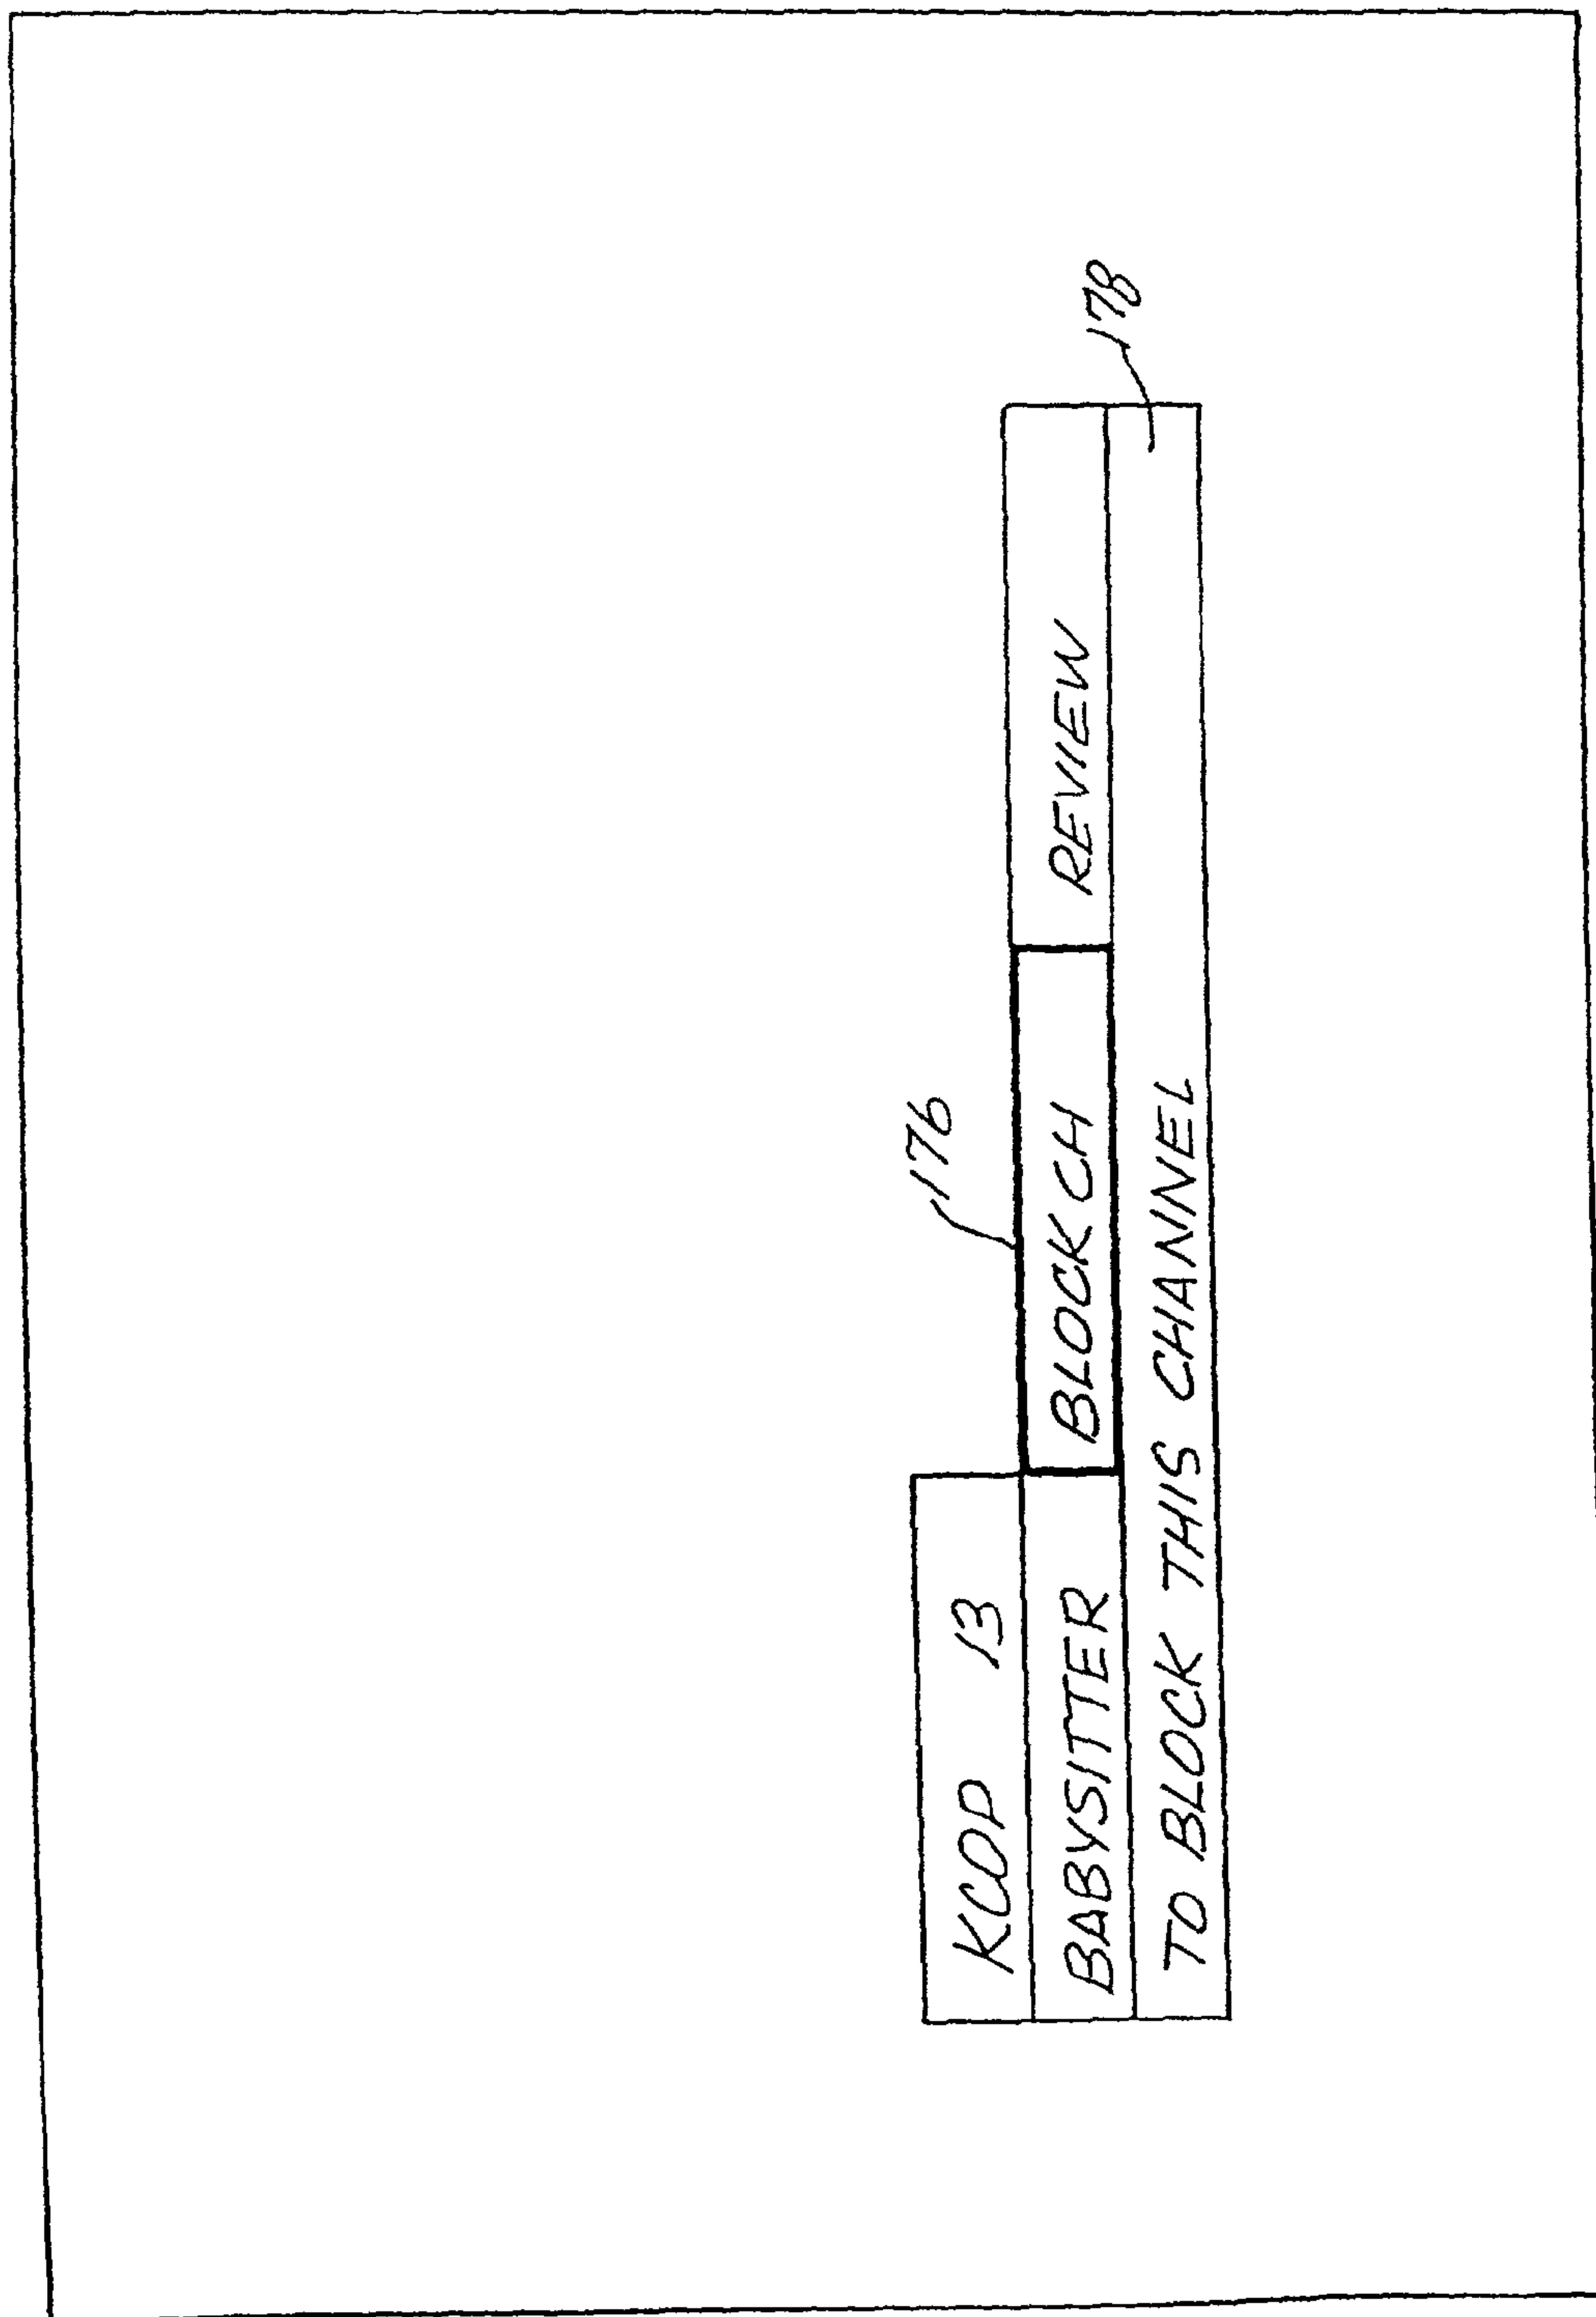 176
178
KCOP 13
BABYSITTER BLOCK CH REVIEW
TO BLOCK THIS CHANNEL